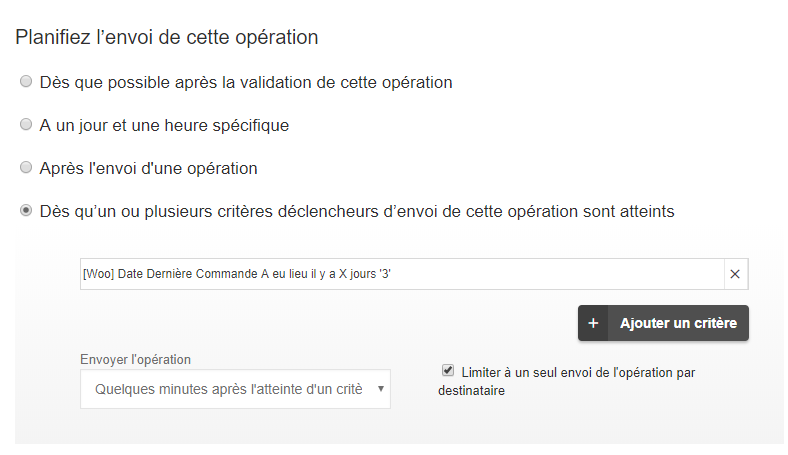 Planifiez l’envoi de cette opération
Dès que possible après la validation de cette opération
A un jour et une heure spécifique
Après l'envoi d'une opération
Dès qu’un ou plusieurs critères déclencheurs d’envoi de cette opération sont atteints
[Woo] Date Dernière Commande A eu lieu il y a X jours '3'
+ Ajouter un critère
Envoyer l'opération
Quelques minutes après l'atteinte d'un critè
Limiter à un seul envoi de l'opération par
destinataire